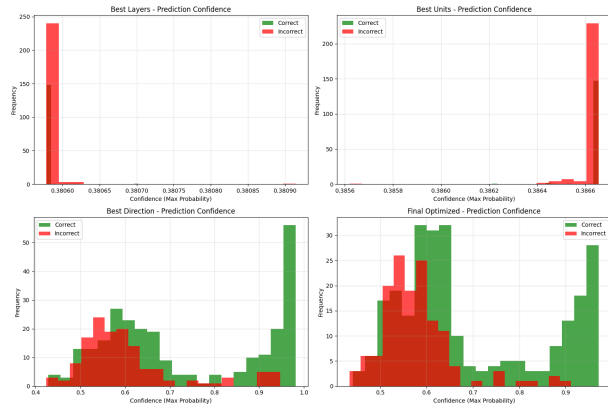 Best Layers - Prediction Confidence
Correct
Incorrect
Frequency
250
200
150
100
50
0
0.38060 0.38065 0.38070 0.38075 0.38080 0.38085 0.38090
Confidence (Max Probability)
Best Units - Prediction Confidence
Correct
Incorrect
Frequency
200
150
100
50
0
0.3856 0.3858 0.3860 0.3862 0.3864 0.3866
Confidence (Max Probability)
Best Direction - Prediction Confidence
Correct
Incorrect
Frequency
50
40
30
20
10
0
0.4 0.5 0.6 0.7 0.8 0.9 1.0
Confidence (Max Probability)
Final Optimized - Prediction Confidence
Correct
Incorrect
Frequency
30
25
20
15
10
5
0
0.5 0.6 0.7 0.8 0.9
Confidence (Max Probability)